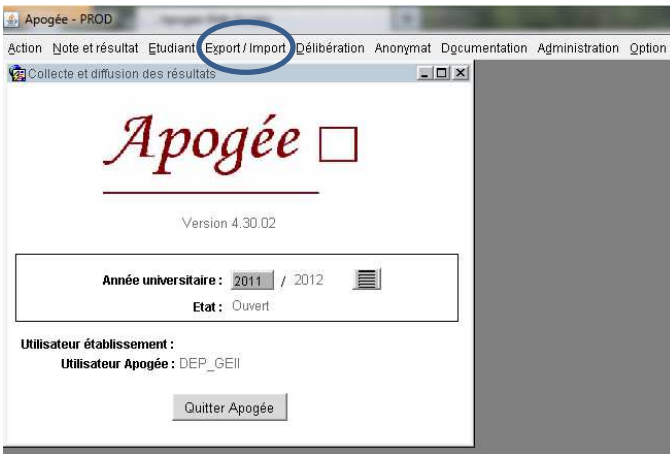 Apogée - PROD
Action Note et résultat Etudiant Export / Import Délibération Anonymat Documentation Administration Option
Collecte et diffusion des résultats
Apogée
Version 4.30.02
Année universitaire : 2011 / 2012
Etat : Ouvert
Utilisateur établissement :
Utilisateur Apogée : DEP_GEII
Quitter Apogée